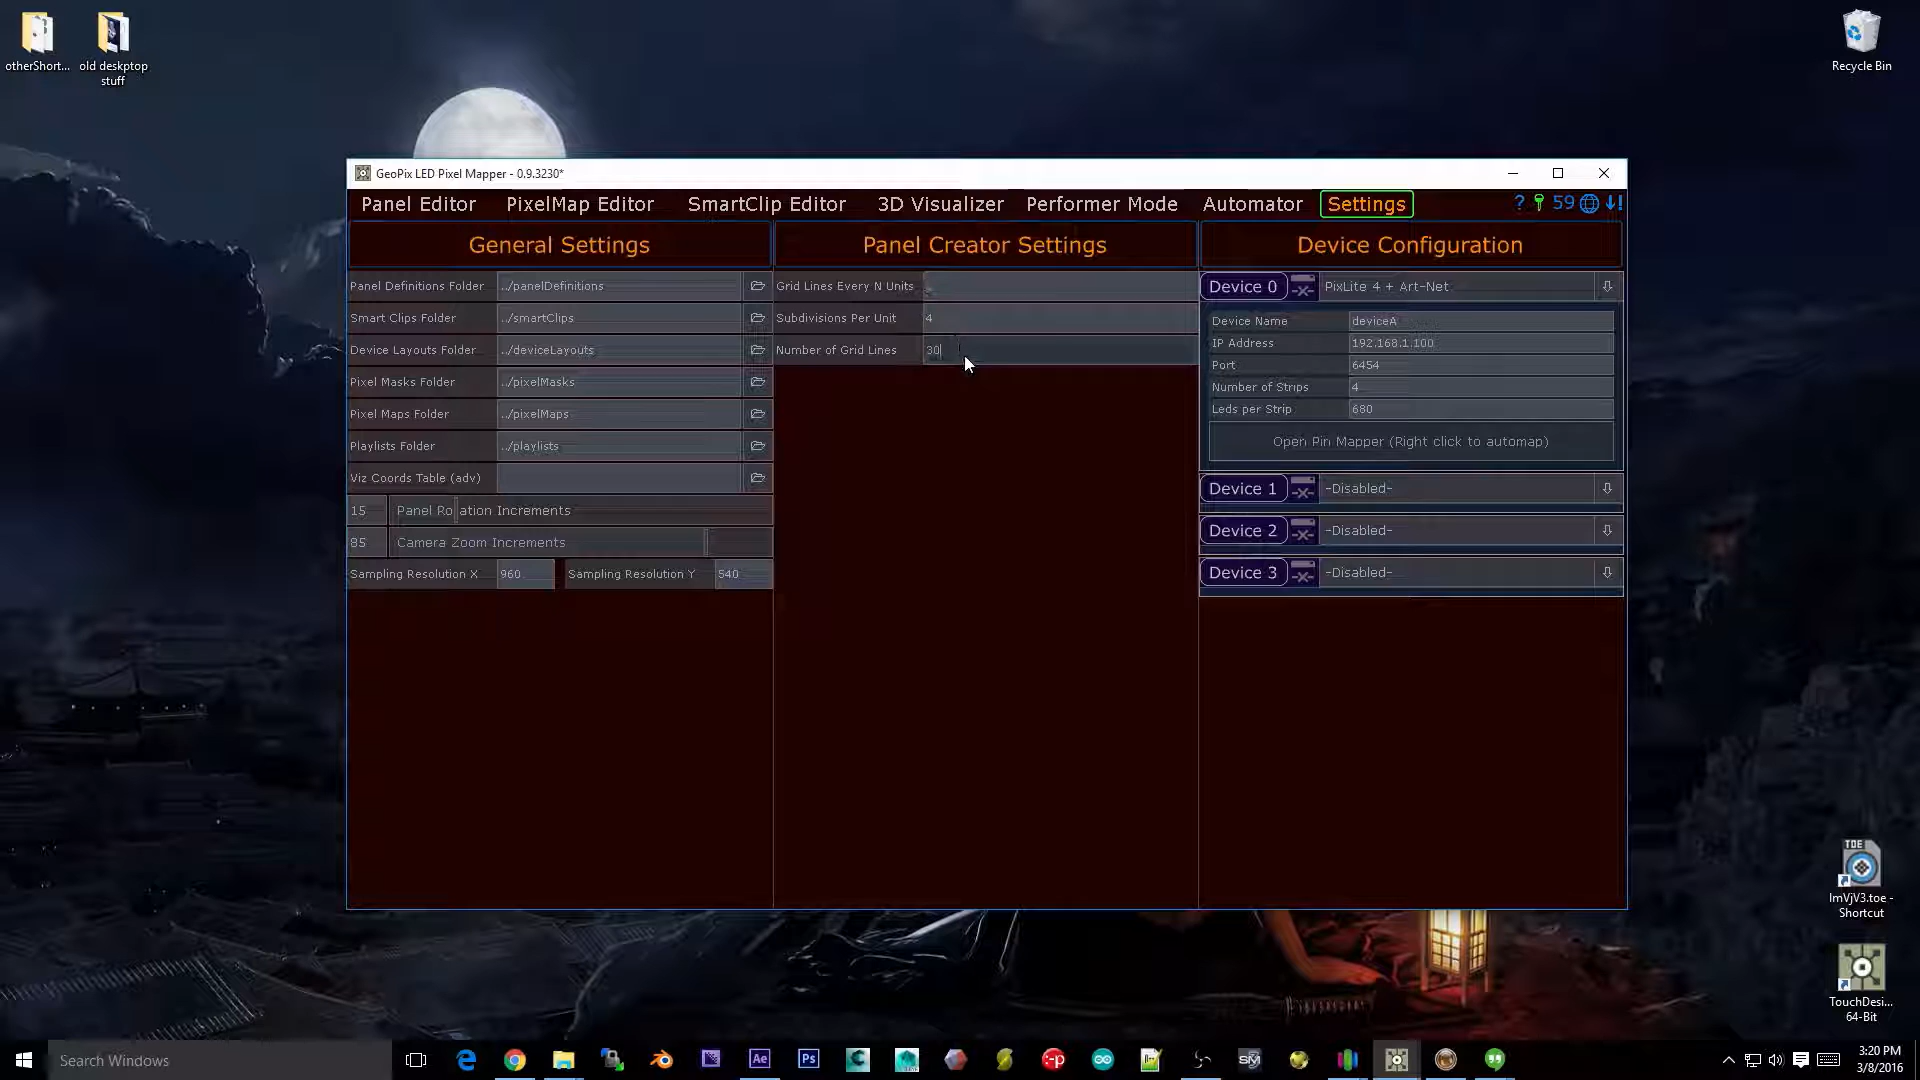 otherShort...
old deskptop
stuff
Recycle Bin
GeoPix LED Pixel Mapper - 0.9.3230*
Panel Editor
PixelMap Editor
SmartClip Editor
3D Visualizer
Performer Mode
Automator
Settings
? 59
General Settings
Panel Definitions Folder ../panelDefinitions
Smart Clips Folder ../smartClips
Device Layouts Folder ../deviceLayouts
Pixel Masks Folder ../pixelMasks
Pixel Maps Folder ../pixelMaps
Playlists Folder ../playlists
Viz Coords Table (adv)
15 Panel Rotation Increments
85 Camera Zoom Increments
Sampling Resolution X 960 Sampling Resolution Y 540
Panel Creator Settings
Grid Lines Every N Units
Subdivisions Per Unit 4
Number of Grid Lines 30
Device Configuration
Device 0 PixLite 4 + Art-Net
Device Name deviceA
IP Address 192.168.1.100
Port 6454
Number of Strips 4
Leds per Strip 680
Open Pin Mapper (Right click to automap)
Device 1 -Disabled-
Device 2 -Disabled-
Device 3 -Disabled-
TOE
ImVjV3.toe -
Shortcut
TouchDesi...
64-Bit
Search Windows
Ae
Ps
:-p
SM
3:20 PM
3/8/2016